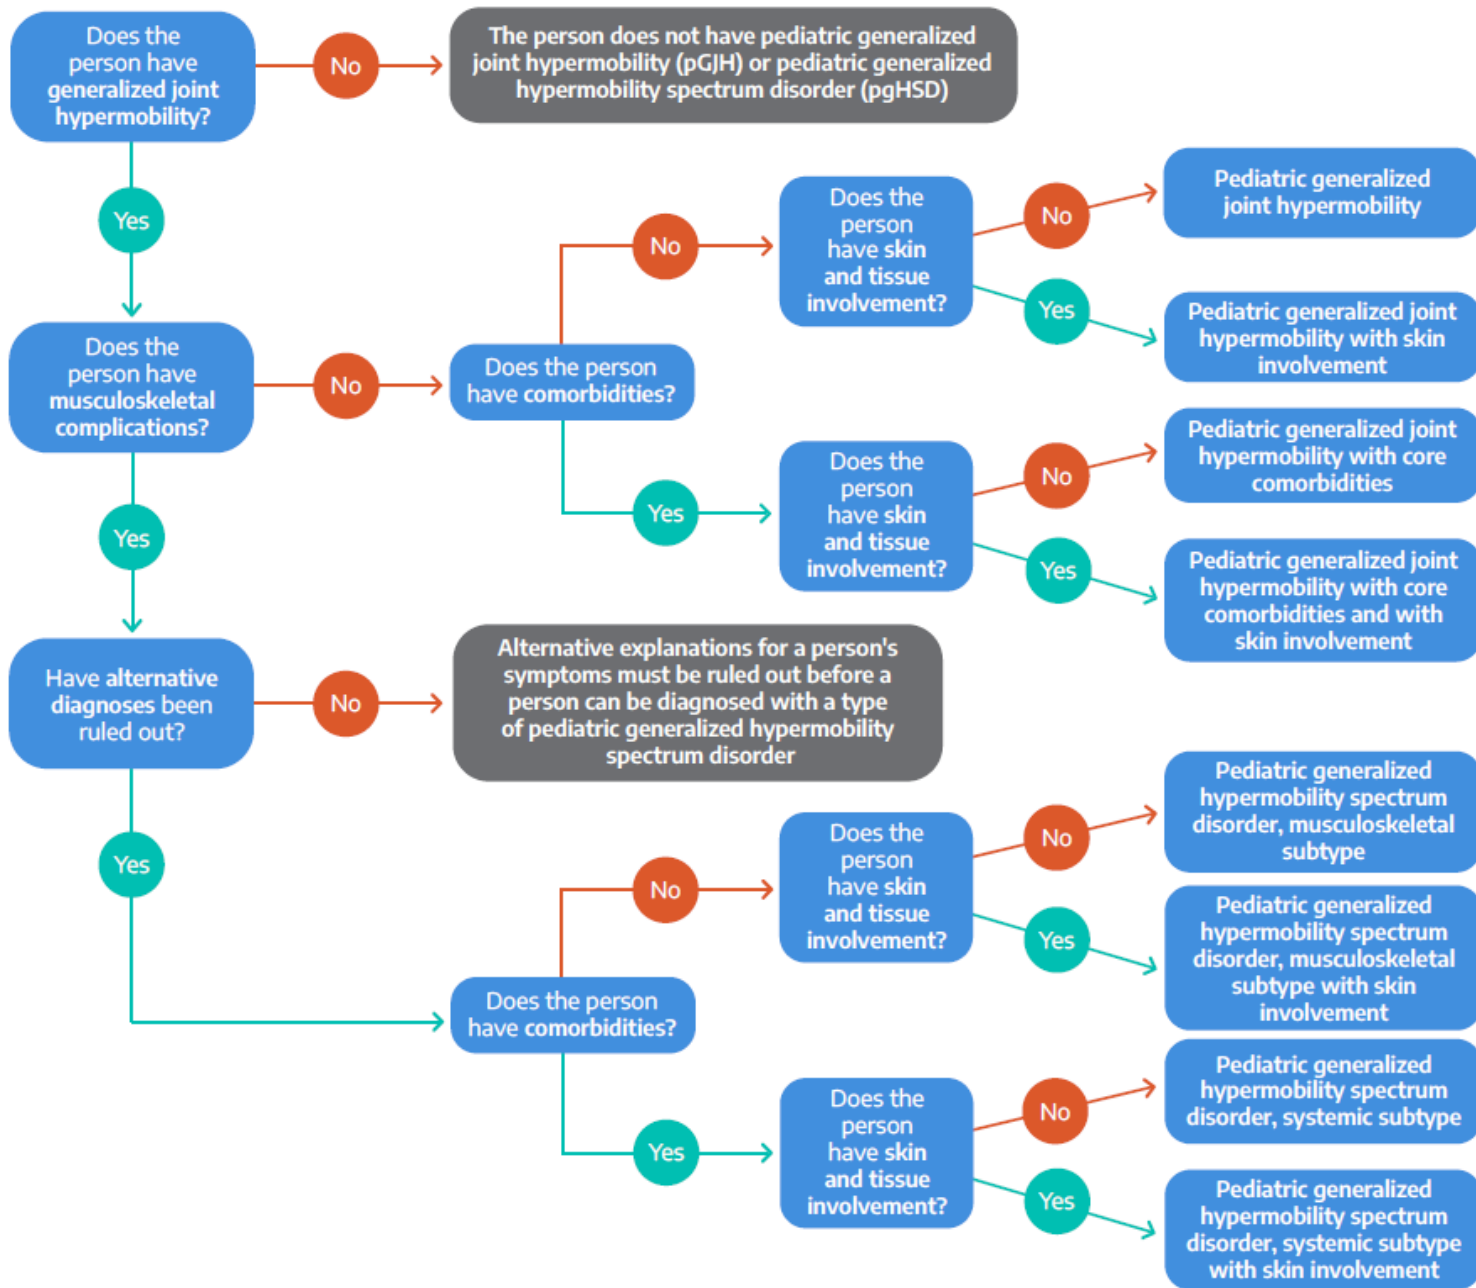 Does the
person have
generalized joint
hypermobility?
No
The person does not have pediatric generalized
joint hypermobility (pGJH) or pediatric generalized
hypermobility spectrum disorder (pgHSD)
Yes
Does the
person have
musculoskeletal
complications?
No
Does the person
have comorbidities?
No
Does the
person
have skin
and tissue
involvement?
No
Pediatric generalized
joint hypermobility
Yes
Pediatric generalized joint
hypermobility with skin
involvement
Yes
Does the
person
have skin
and tissue
involvement?
No
Pediatric generalized joint
hypermobility with core
comorbidities
Yes
Pediatric generalized joint
hypermobility with core
comorbidities and with
skin involvement
Yes
Have alternative
diagnoses been
ruled out?
No
Alternative explanations for a person's
symptoms must be ruled out before a
person can be diagnosed with a type
of pediatric generalized hypermobility
spectrum disorder
Yes
Does the person
have comorbidities?
No
Does the
person
have skin
and tissue
involvement?
No
Pediatric generalized
hypermobility spectrum
disorder, musculoskeletal
subtype
Yes
Pediatric generalized
hypermobility spectrum
disorder, musculoskeletal
subtype with skin
involvement
Yes
Does the
person
have skin
and tissue
involvement?
No
Pediatric generalized
hypermobility spectrum
disorder, systemic subtype
Yes
Pediatric generalized
hypermobility spectrum
disorder, systemic subtype
with skin involvement